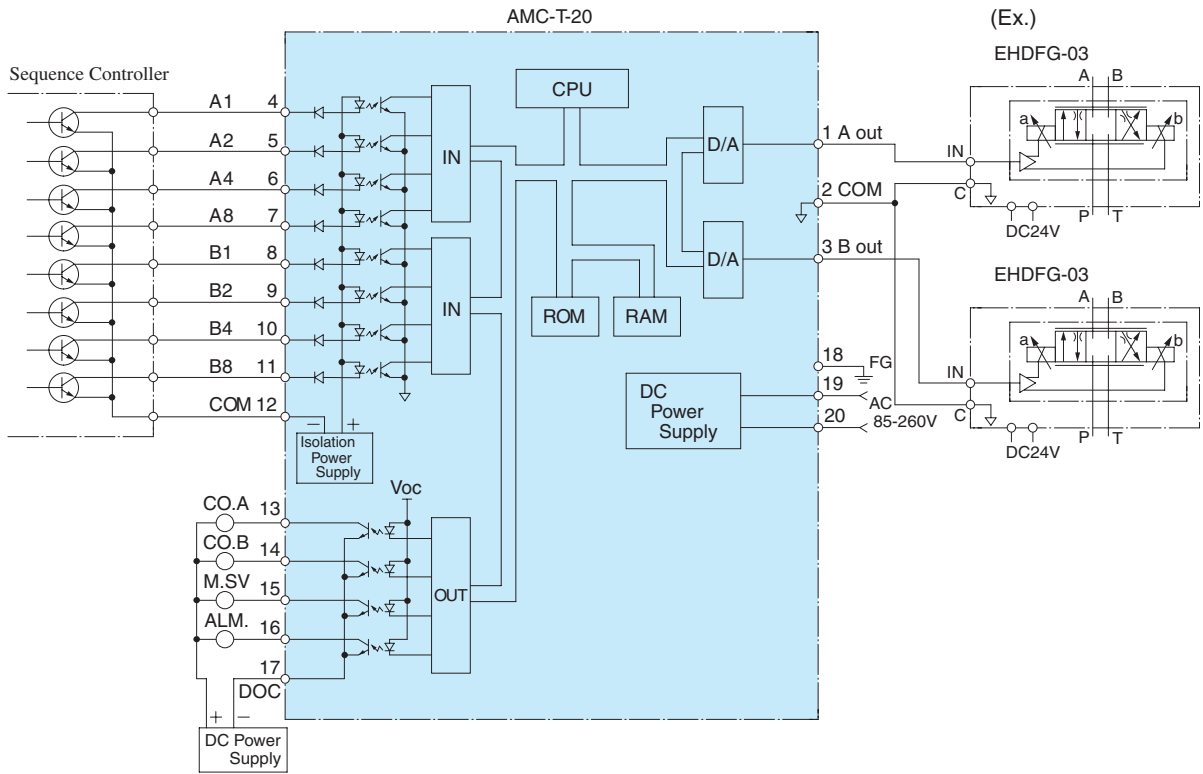 AMC-T-20
(Ex.)
EHDFG-03
A B
a b
IN
C
P T
DC24V
EHDFG-03
A B
a b
IN
C
P T
DC24V
Sequence Controller
A1 4
A2 5
A4 6
A8 7
B1 8
B2 9
B4 10
B8 11
COM 12
− +
Isolation
Power
Supply
IN
IN
CPU
D/A
D/A
ROM
RAM
1 A out
2 COM
3 B out
18 FG
19
AC
20 85-260V
DC
Power
Supply
Voc
OUT
CO.A 13
CO.B 14
M.SV 15
ALM. 16
17
DOC
+ −
DC Power
Supply